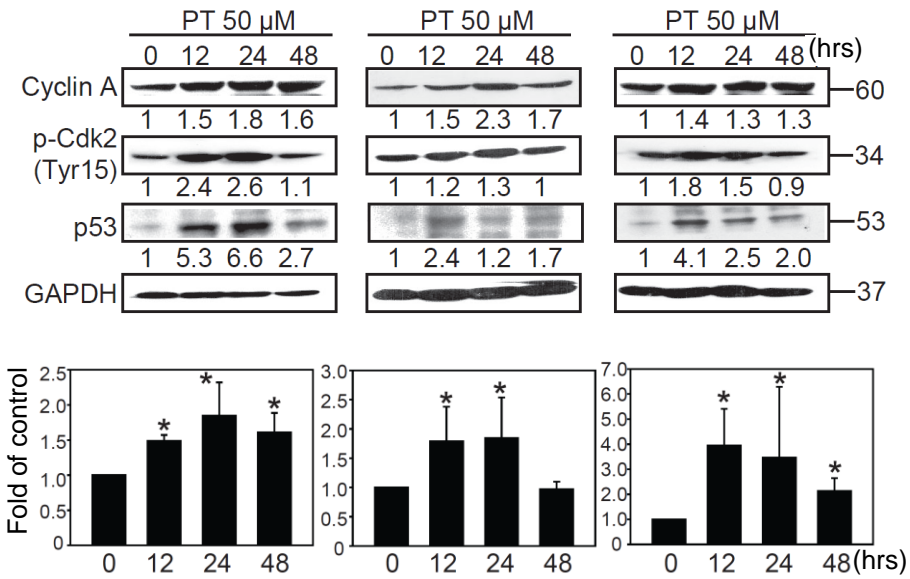 PT 50 µM PT 50 µM PT 50 µM
0 12 24 48 0 12 24 48 0 12 24 48 (hrs)
Cyclin A 60
1 1.5 1.8 1.6 1 1.5 2.3 1.7 1 1.4 1.3 1.3
p-Cdk2
(Tyr15) 34
1 2.4 2.6 1.1 1 1.2 1.3 1 1 1.8 1.5 0.9
p53 53
1 5.3 6.6 2.7 1 2.4 1.2 1.7 1 4.1 2.5 2.0
GAPDH 37
Fold of control
2.5
2.0
1.5
1.0
0.5
0
* * *
0 12 24 48
3.0
2.5
2.0
1.5
1.0
0.5
0
* *
0 12 24 48
7.0
6.0
5.0
4.0
3.0
2.0
1.0
0
* * *
0 12 24 48 (hrs)